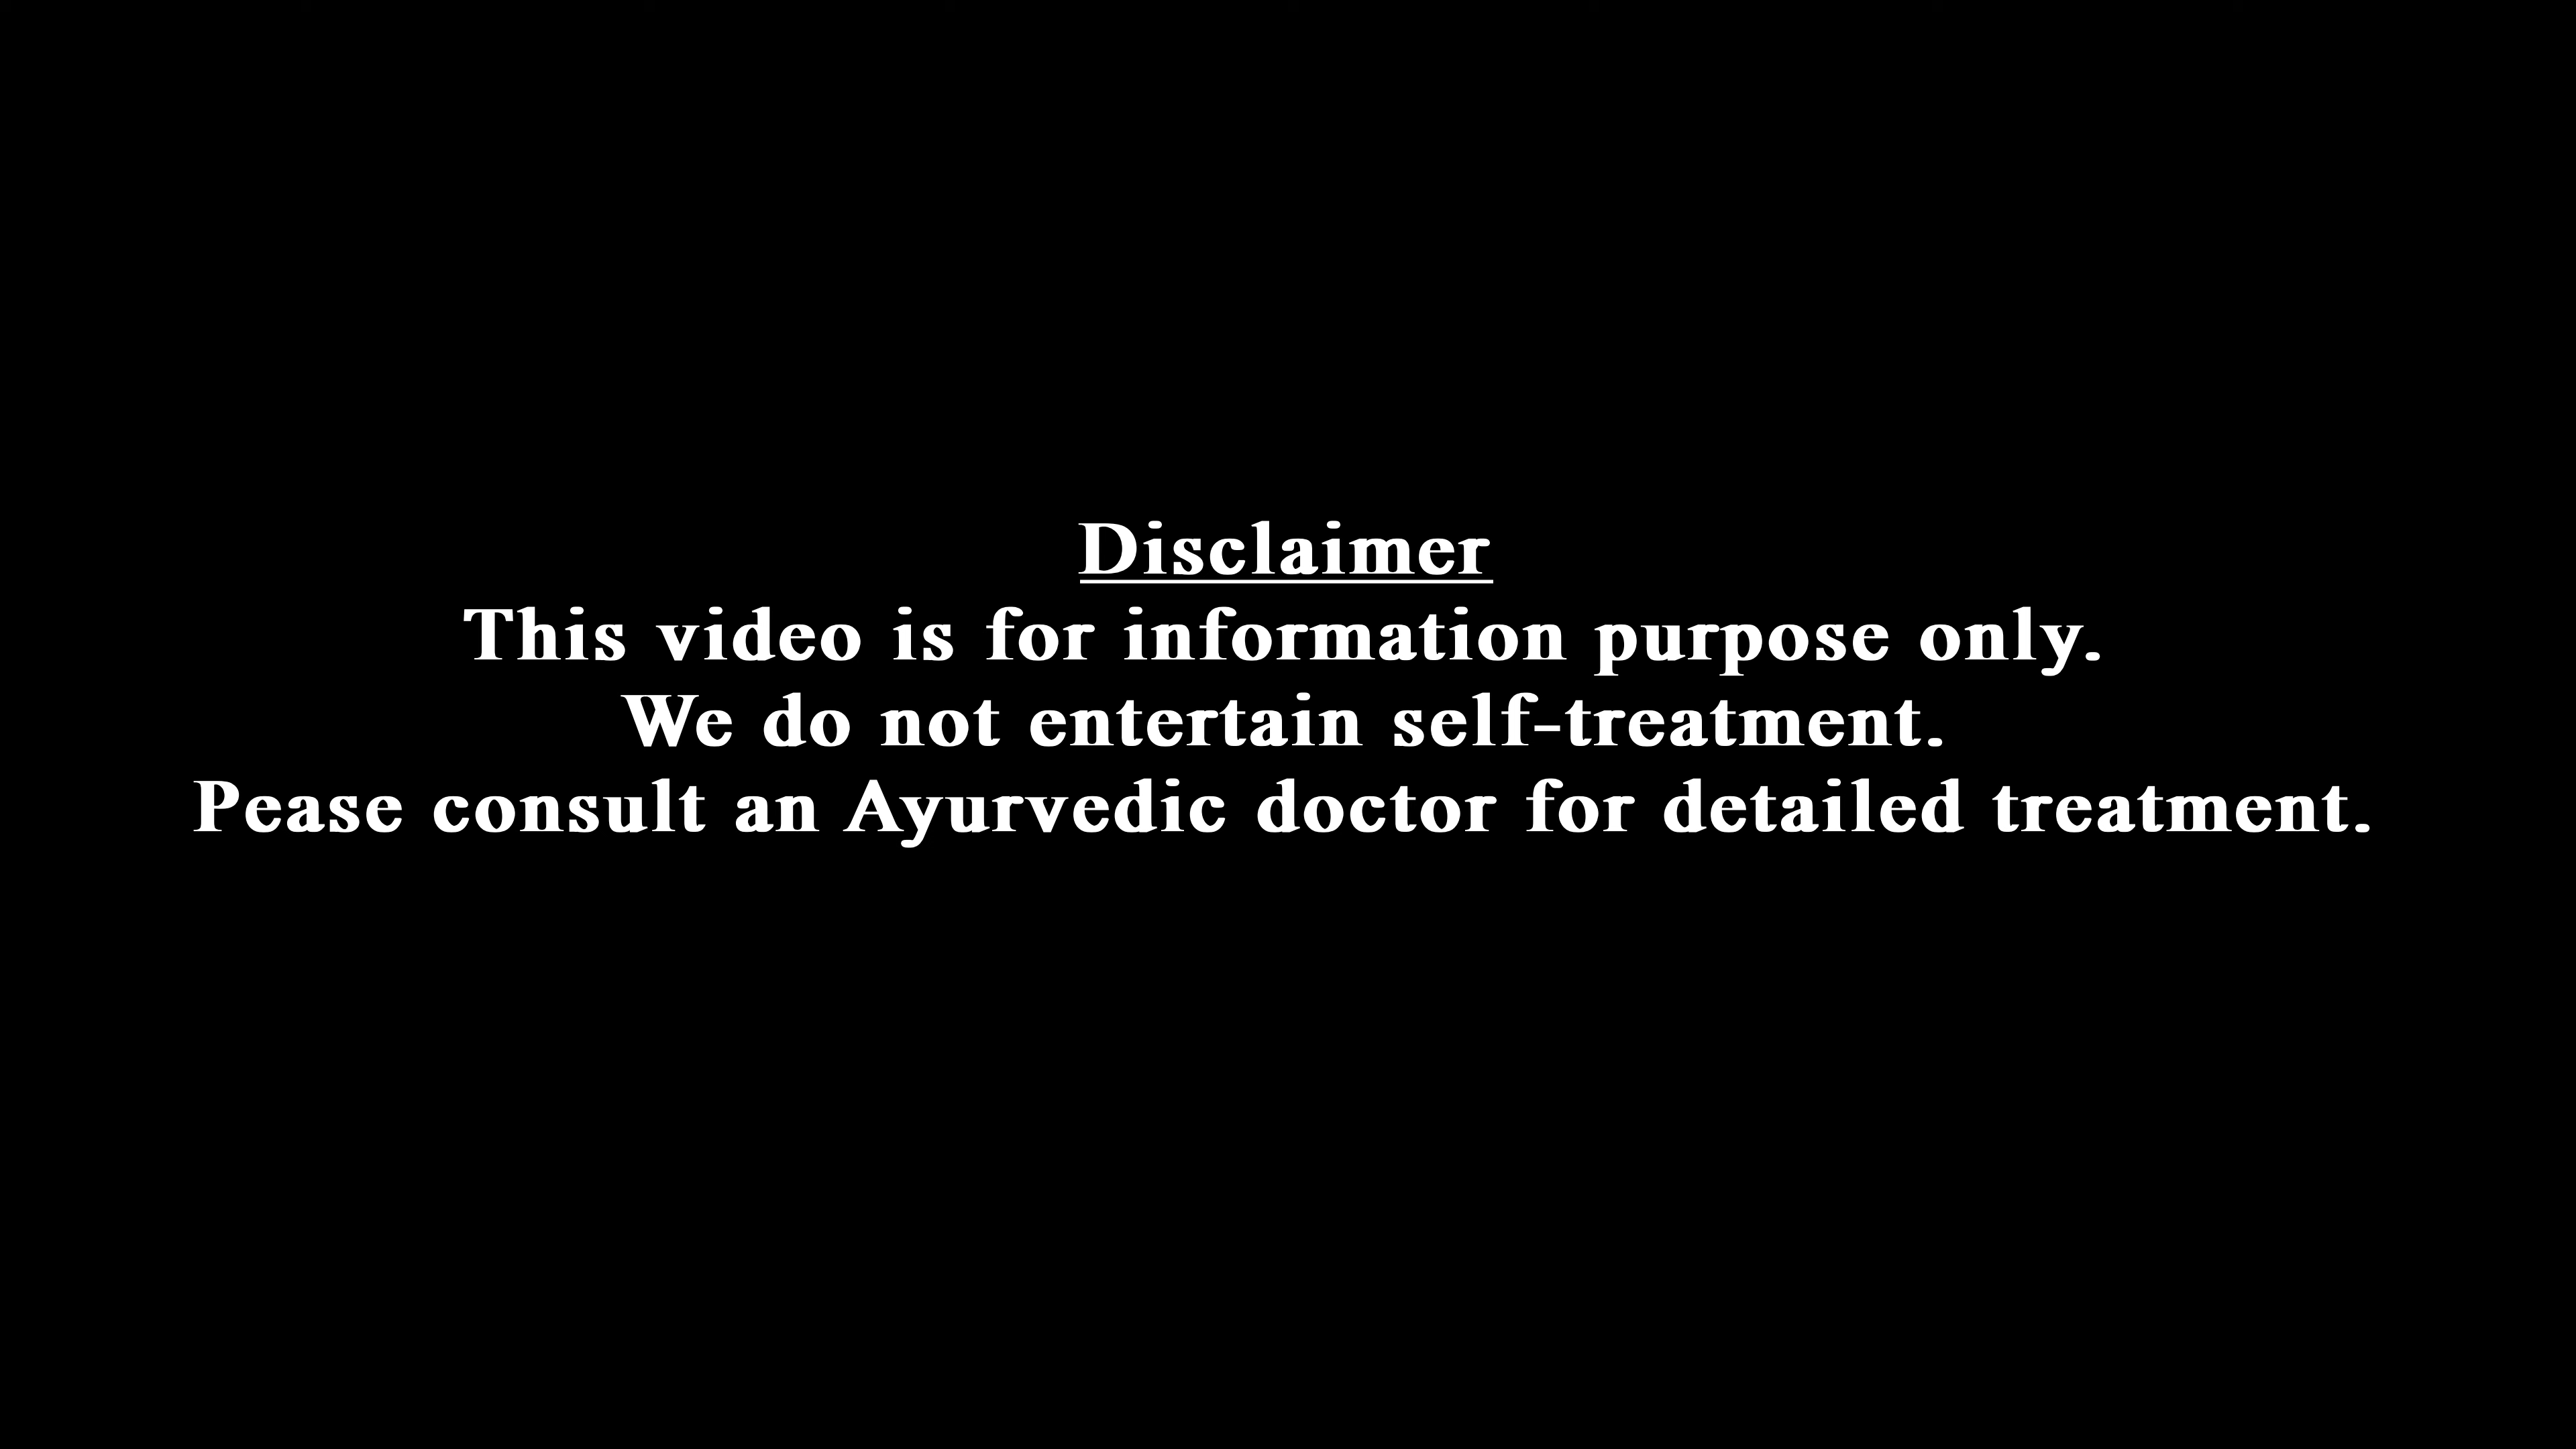 Disclaimer
This video is for information purpose only.
We do not entertain self-treatment.
Pease consult an Ayurvedic doctor for detailed treatment.